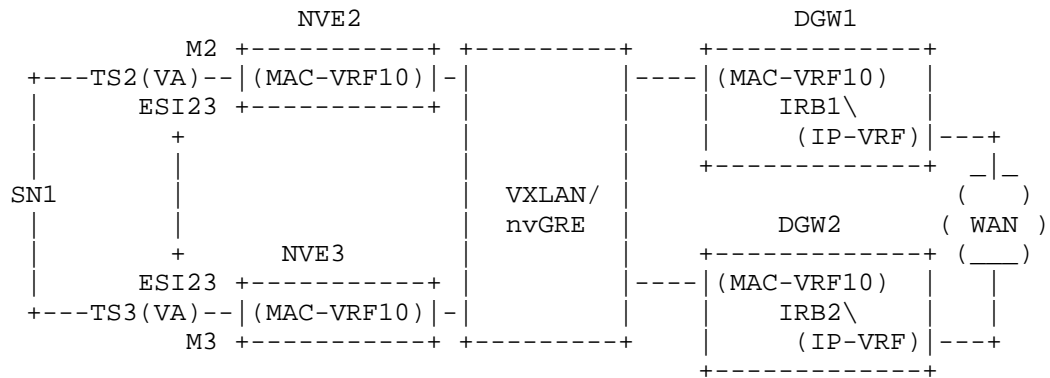 NVE2 DGW1
M2
TS2(VA) (MAC-VRF10) (MAC-VRF10)
ESI23 IRB1
(IP-VRF)
SN1 VXLAN/
nvGRE DGW2 WAN
NVE3
ESI23 (MAC-VRF10)
TS3(VA) (MAC-VRF10) IRB2
M3 (IP-VRF)